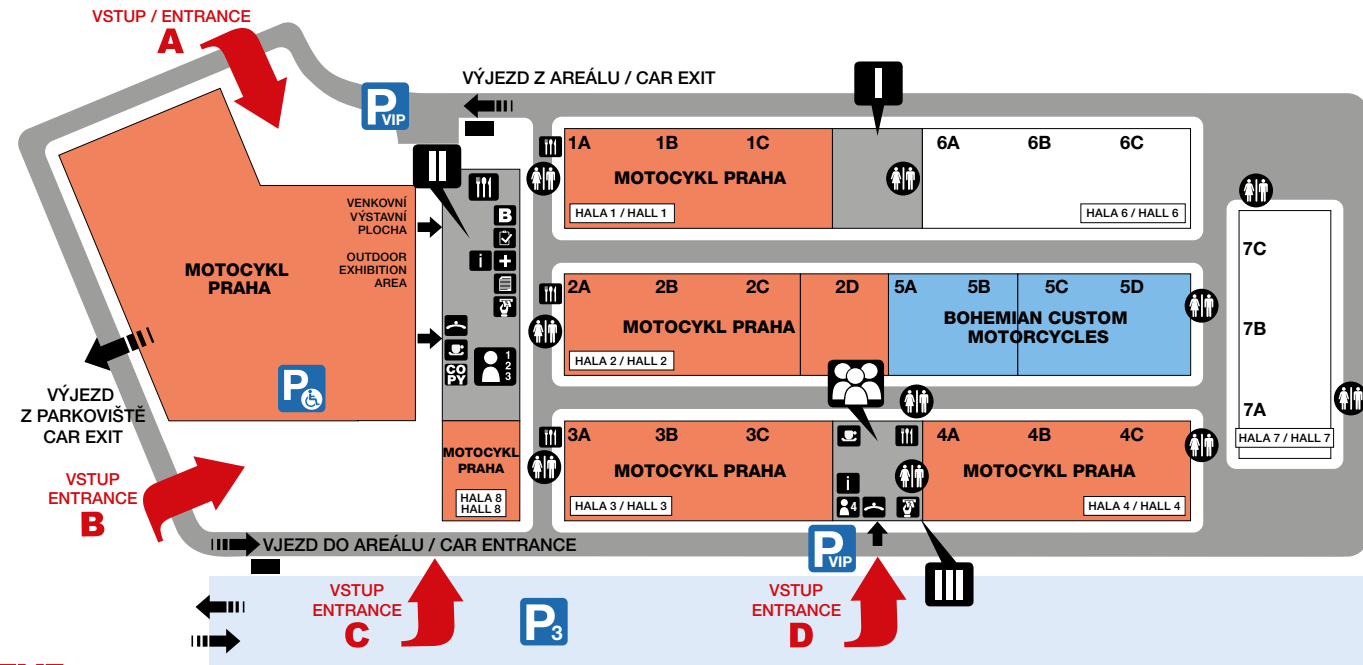 VSTUP / ENTRANCE
A
VÝJEZD Z AREÁLU / CAR EXIT
I
P
VIP
II
1A
1B
1C
MOTOCYKL PRAHA
HALA 1 / HALL 1
6A
6B
6C
HALA 6 / HALL 6
VENKOVNÍ
VÝSTAVNÍ
PLOCHA
OUTDOOR
EXHIBITION
AREA
MOTOCYKL
PRAHA
B
i
COPY
1
2
3
7C
7B
7A
HALA 7 / HALL 7
2A
2B
2C
2D
MOTOCYKL PRAHA
HALA 2 / HALL 2
5A
5B
5C
5D
BOHEMIAN CUSTOM
MOTORCYCLES
P
VÝJEZD
Z PARKOVIŠTĚ
CAR EXIT
MOTOCYKL
PRAHA
HALA 8
HALL 8
3A
3B
3C
MOTOCYKL PRAHA
HALA 3 / HALL 3
i
4
4A
4B
4C
MOTOCYKL PRAHA
HALA 4 / HALL 4
VSTUP
ENTRANCE
B
VJEZD DO AREÁLU / CAR ENTRANCE
P
VIP
III
VSTUP
ENTRANCE
C
P3
VSTUP
ENTRANCE
D